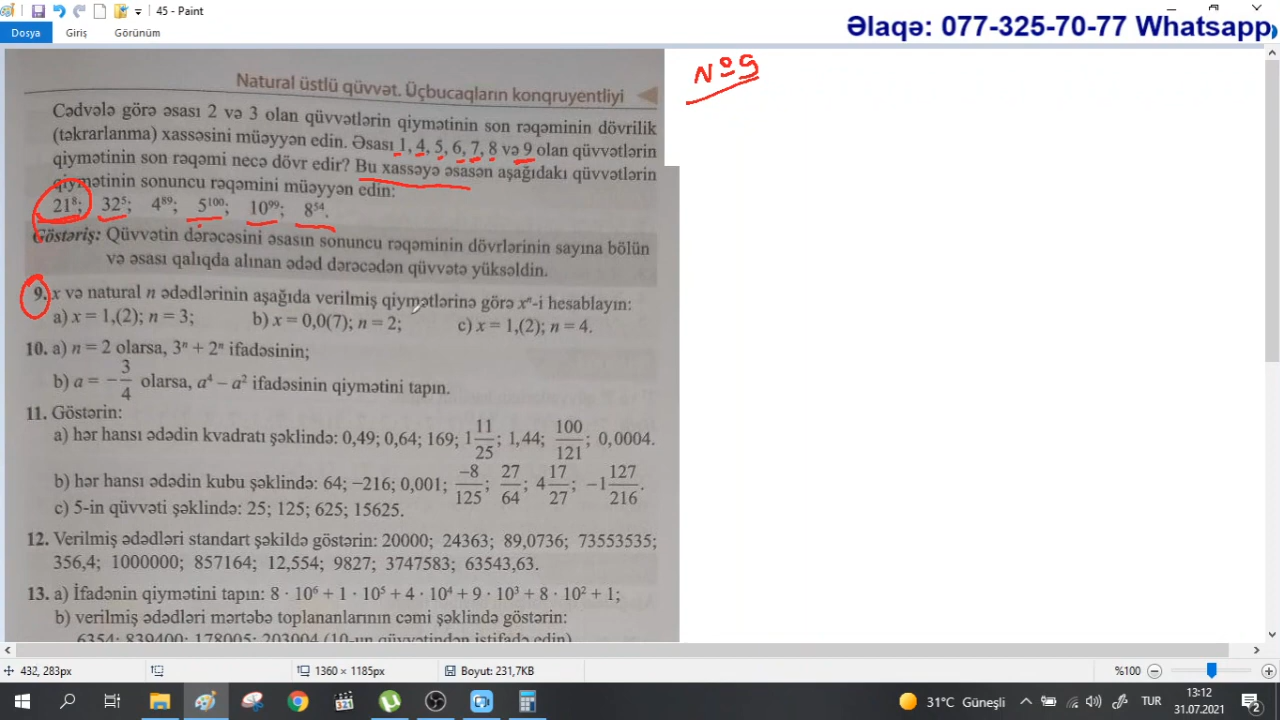 45 - Paint
Əlaqə: 077-325-70-77 Whatsapp
Dosya Giriş Görünüm
Natural üstlü qüvvət. Üçbucaqların konqruyentliyi
№9
Cədvələ görə əsası 2 və 3 olan qüvvətlərin qiymətinin son rəqəminin dövrilik
(təkrarlanma) xassəsini müəyyən edin. Əsası 1, 4, 5, 6, 7, 8 və 9 olan qüvvətlərin
qiymətinin son rəqəmi necə dövr edir? Bu xassəyə əsasən aşağıdakı qüvvətlərin
qiymətinin sonuncu rəqəmini müəyyən edin:
21⁸; 32⁵; 4⁸⁹; 5¹⁰⁰; 10⁹⁹; 8⁵⁴.
Göstəriş: Qüvvətin dərəcəsini əsasın sonuncu rəqəminin dövrlərinin sayına bölün
və əsası qalıqda alınan ədəd dərəcədən qüvvətə yüksəldin.
9. x və natural n ədədlərinin aşağıda verilmiş qiymətlərinə görə xⁿ-i hesablayın:
a) x = 1,(2); n = 3; b) x = 0,0(7); n = 2; c) x = 1,(2); n = 4.
10. a) n = 2 olarsa, 3ⁿ + 2ⁿ ifadəsinin;
b) a = -3/4 olarsa, a⁴ – a² ifadəsinin qiymətini tapın.
11. Göstərin:
a) hər hansı ədədin kvadratı şəklində: 0,49; 0,64; 169; 1 11/25; 1,44; 100/121; 0,0004.
b) hər hansı ədədin kubu şəklində: 64; –216; 0,001; –8/125; 27/64; 4 17/27; –1 127/216.
c) 5-in qüvvəti şəklində: 25; 125; 625; 15625.
12. Verilmiş ədədləri standart şəkildə göstərin: 20000; 24363; 89,0736; 73553535;
356,4; 1000000; 857164; 12,554; 9827; 3747583; 63543,63.
13. a) İfadənin qiymətini tapın: 8 · 10⁶ + 1 · 10⁵ + 4 · 10⁴ + 9 · 10³ + 8 · 10² + 1;
b) verilmiş ədədləri mərtəbə toplananlarının cəmi şəklində göstərin:
6354; 839400; 178005; 203004 (10-un qüvvətindən istifadə edin)
432, 283px 1360 × 1185px Boyut: 231,7KB %100
31°C Güneşli TUR 13:12
31.07.2021 2